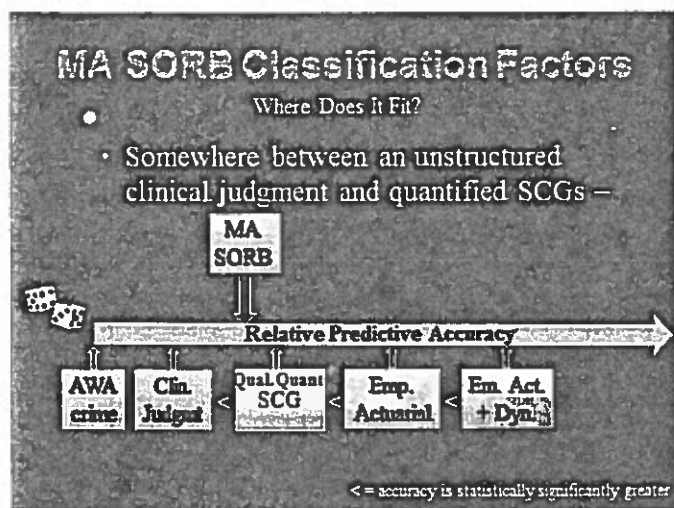 MA SORB Classification Factors
Where Does It Fit?
• Somewhere between an unstructured
clinical judgment and quantified SCGs –
MA
SORB
Relative Predictive Accuracy
AWA
crime
Clin.
Judgmt
<
Qual. Quant
SCG
<
Emp.
Actuarial
<
Em. Act.
+ Dyn.
< = accuracy is statistically significantly greater